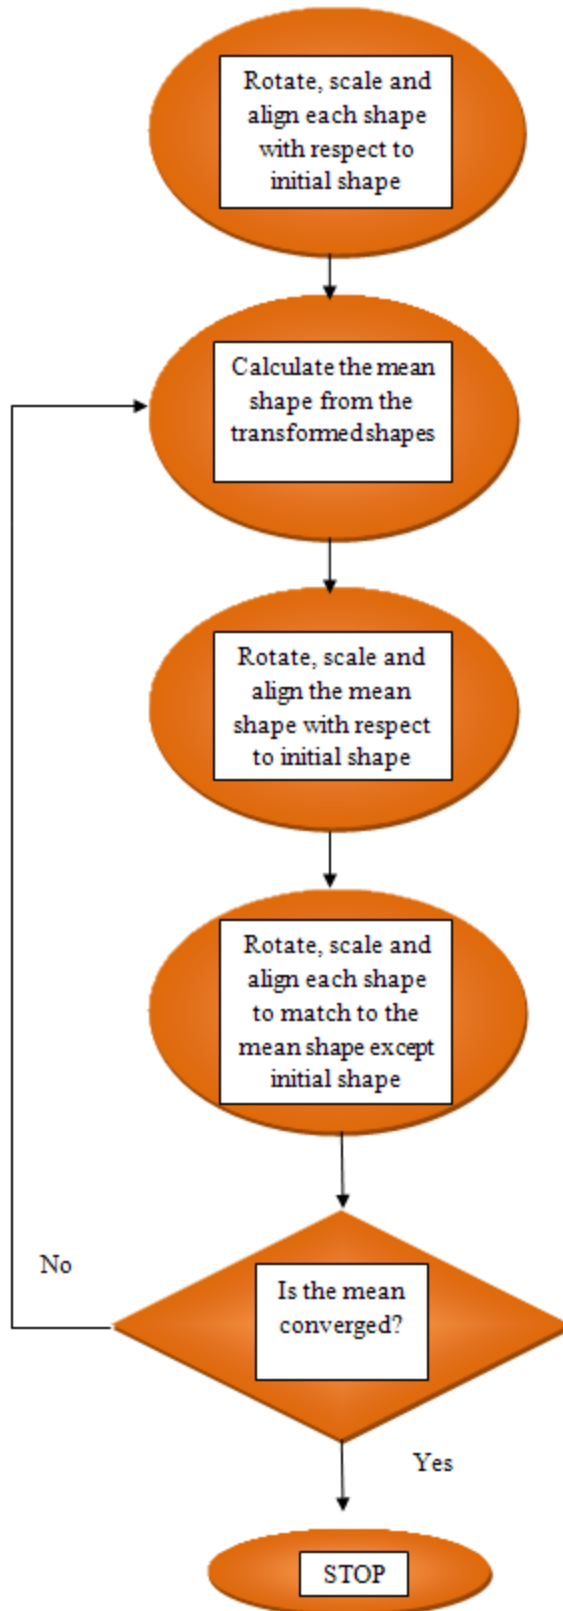 Rotate, scale and
align each shape
with respect to
initial shape
Calculate the mean
shape from the
transformed shapes
Rotate, scale and
align the mean
shape with respect
to initial shape
Rotate, scale and
align each shape
to match to the
mean shape except
initial shape
No
Is the mean
converged?
Yes
STOP